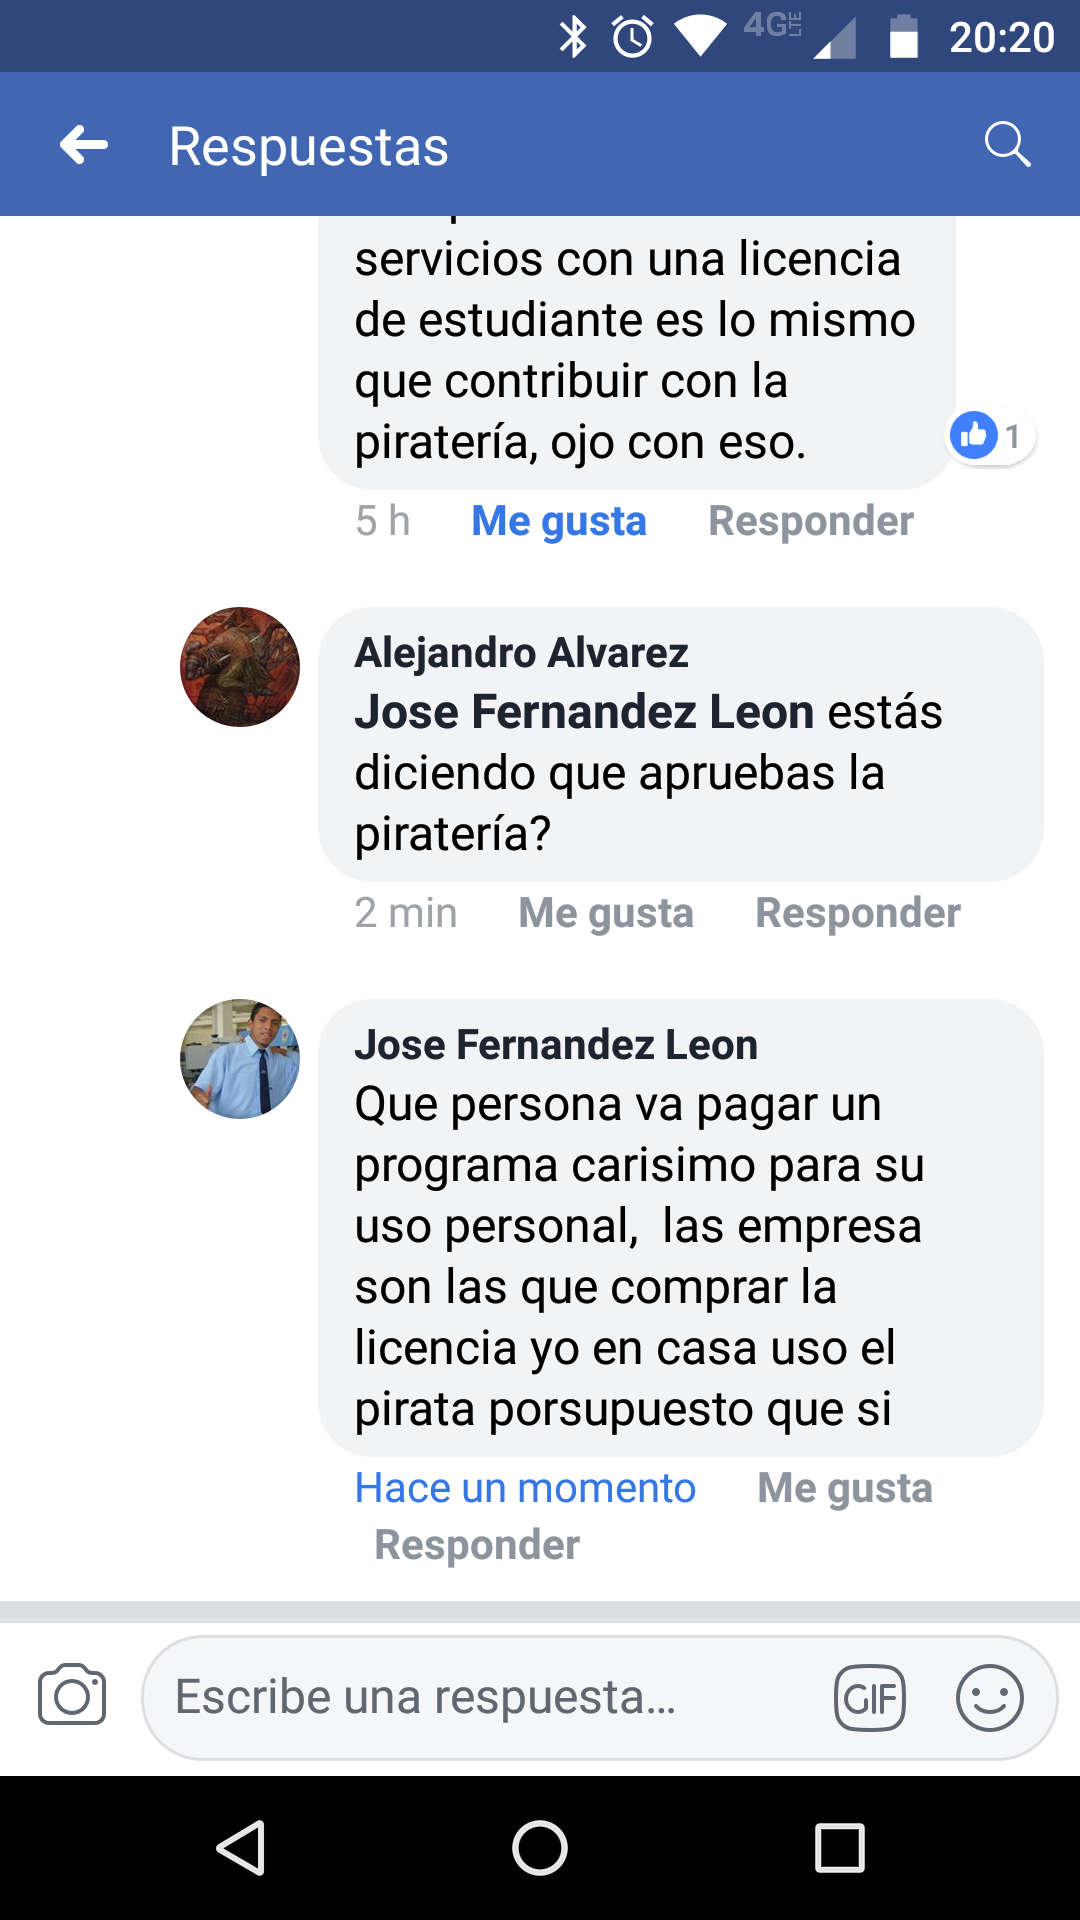 4G LTE 20:20
Respuestas
servicios con una licencia
de estudiante es lo mismo
que contribuir con la
piratería, ojo con eso.
1
5 h Me gusta Responder
Alejandro Alvarez
Jose Fernandez Leon estás
diciendo que apruebas la
piratería?
2 min Me gusta Responder
Jose Fernandez Leon
Que persona va pagar un
programa carisimo para su
uso personal,  las empresa
son las que comprar la
licencia yo en casa uso el
pirata porsupuesto que si
Hace un momento Me gusta
Responder
Escribe una respuesta...
GIF